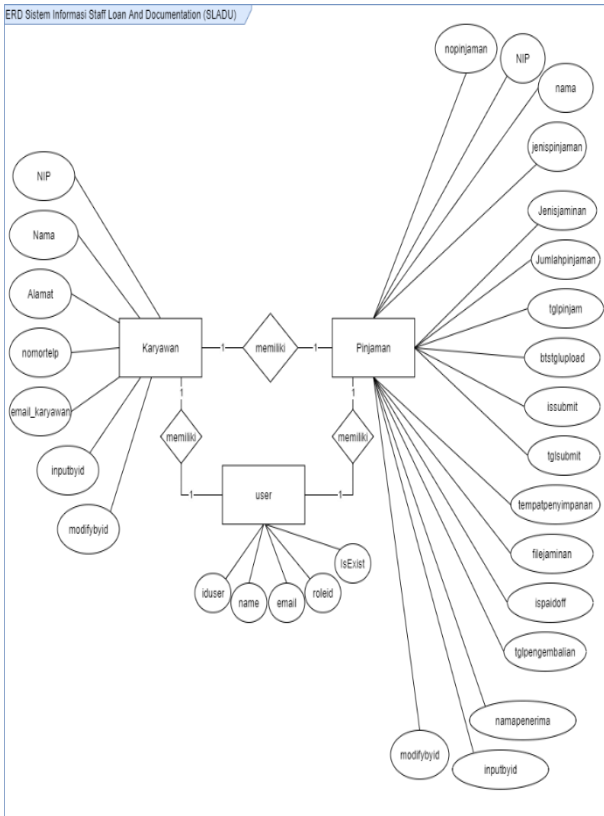 ERD Sistem Informasi Staff Loan And Documentation (SLADU)
nopinjaman
NIP
nama
jenispinjaman
NIP
Nama
Alamat
nomortelp
email_karyawan
inputbyid
modifybyid
Karyawan
1
memiliki
1
Pinjaman
Jenisjaminan
Jumlahpinjaman
tglpinjam
btstglupload
issubmit
tglsubmit
tempatpenyimpanan
filejaminan
ispaidoff
tglpengembalian
namapenerima
inputbyid
modifybyid
1
memiliki
1
user
1
memiliki
1
iduser
name
email
roleid
IsExist